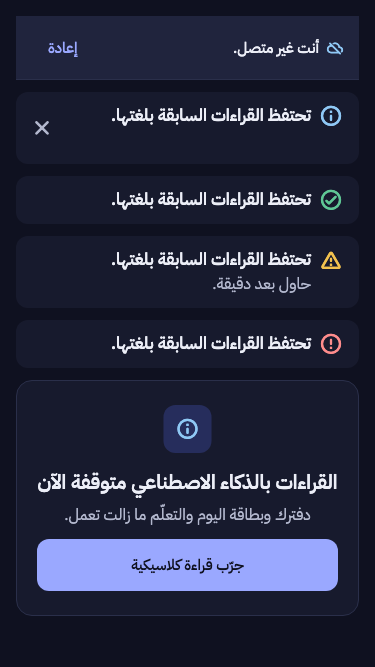 أنت غير متصل.
إعادة
تحتفظ القراءات السابقة بلغتها.
تحتفظ القراءات السابقة بلغتها.
تحتفظ القراءات السابقة بلغتها.
حاول بعد دقيقة.
تحتفظ القراءات السابقة بلغتها.
القراءات بالذكاء الاصطناعي متوقفة الآن
دفترك وبطاقة اليوم والتعلّم ما زالت تعمل.
جرّب قراءة كلاسيكية